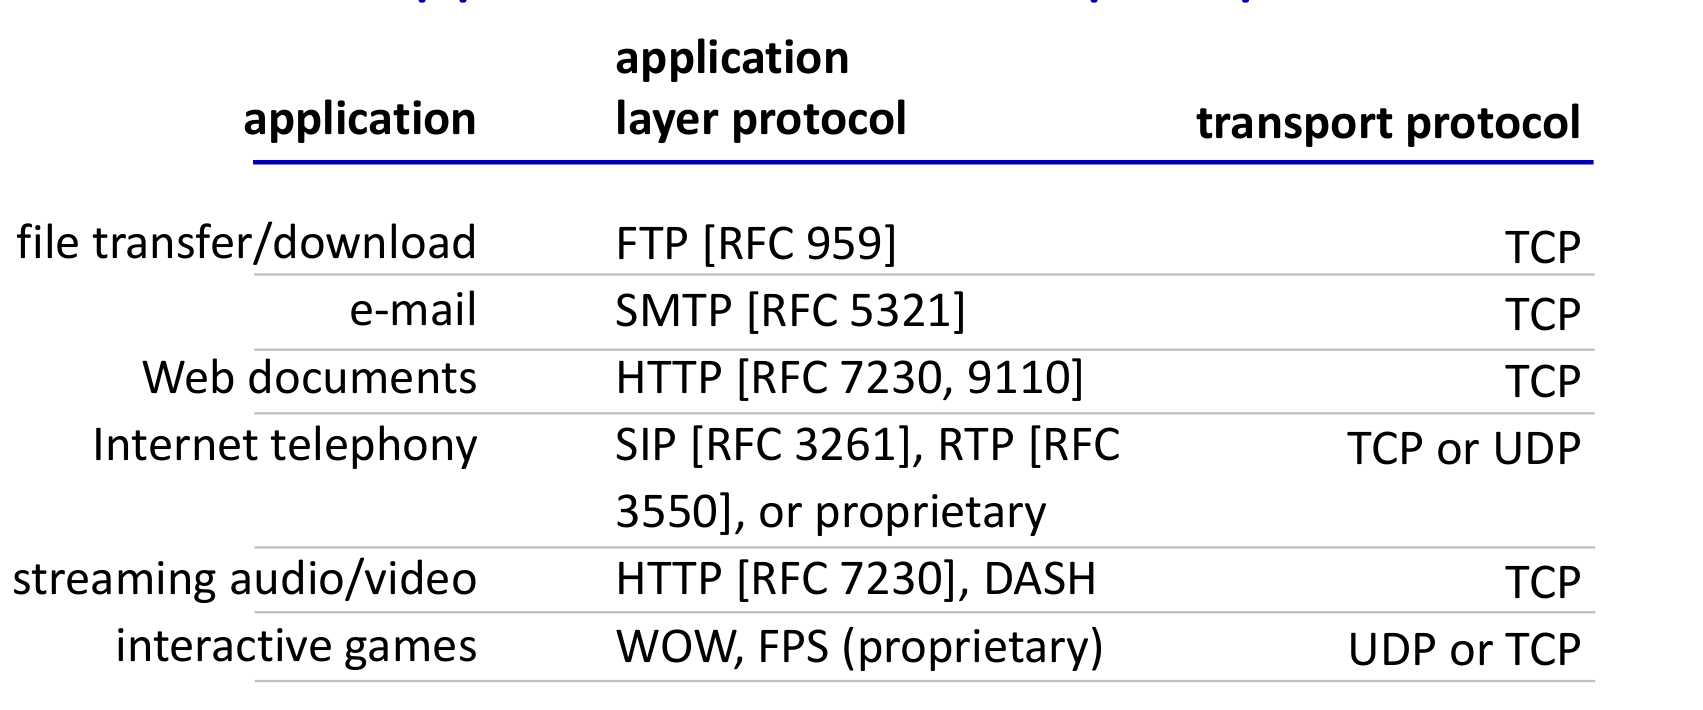 application
application layer protocol transport protocol
file transfer/download FTP [RFC 959] TCP
e-mail SMTP [RFC 5321] TCP
Web documents HTTP [RFC 7230, 9110] TCP
Internet telephony SIP [RFC 3261], RTP [RFC TCP or UDP
3550], or proprietary
streaming audio/video HTTP [RFC 7230], DASH TCP
interactive games WOW, FPS (proprietary) UDP or TCP